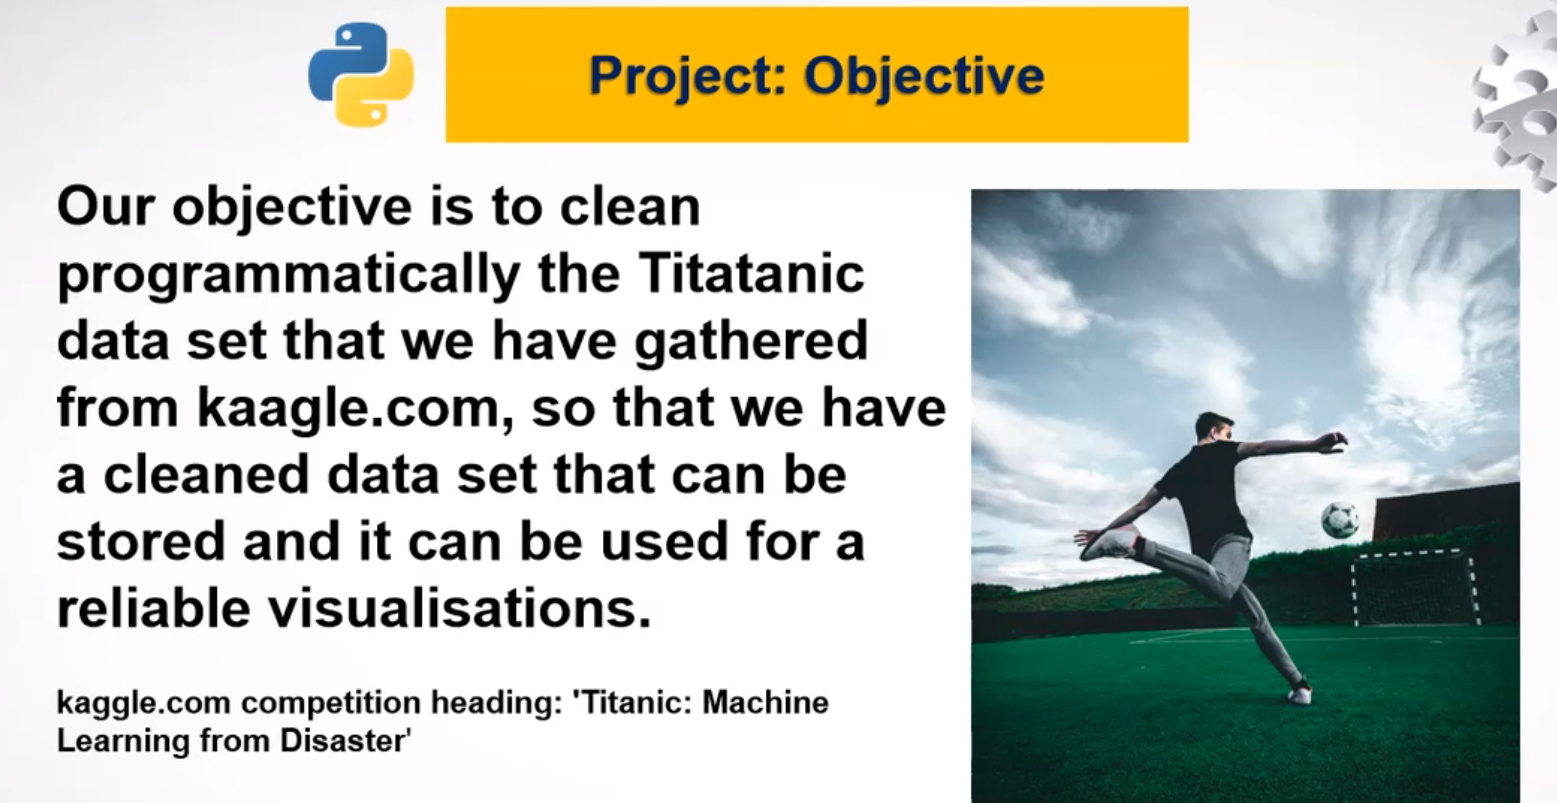 Project: Objective
Our objective is to clean
programmatically the Titatanic
data set that we have gathered
from kaagle.com, so that we have
a cleaned data set that can be
stored and it can be used for a
reliable visualisations.
kaggle.com competition heading: 'Titanic: Machine
Learning from Disaster'